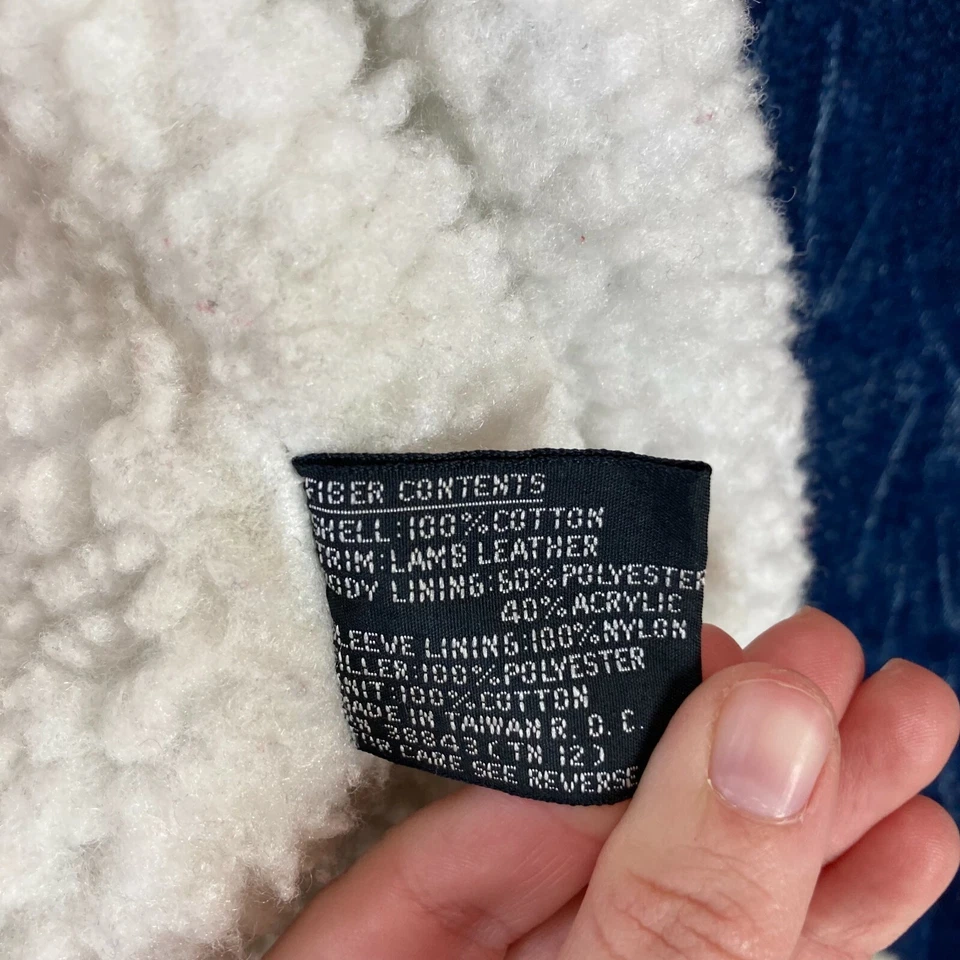 FIBER CONTENTS
SHELL:100%COTTON
TRIM:LAMB LEATHER
BODY LINING:60%POLYESTER
40%ACRYLIC
SLEEVE LINING:100%NYLON
FILLER:100%POLYESTER
KNIT:100%COTTON
MADE IN TAIWAN R.O.C.
(TN 12)
FOR CARE SEE REVERSE